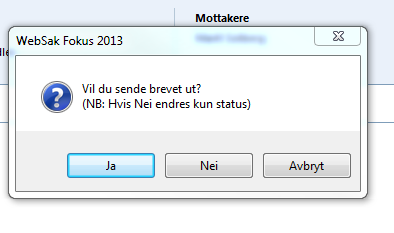 Mottakere
WebSak Fokus 2013
Vil du sende brevet ut?
(NB: Hvis Nei endres kun status)
Ja
Nei
Avbryt